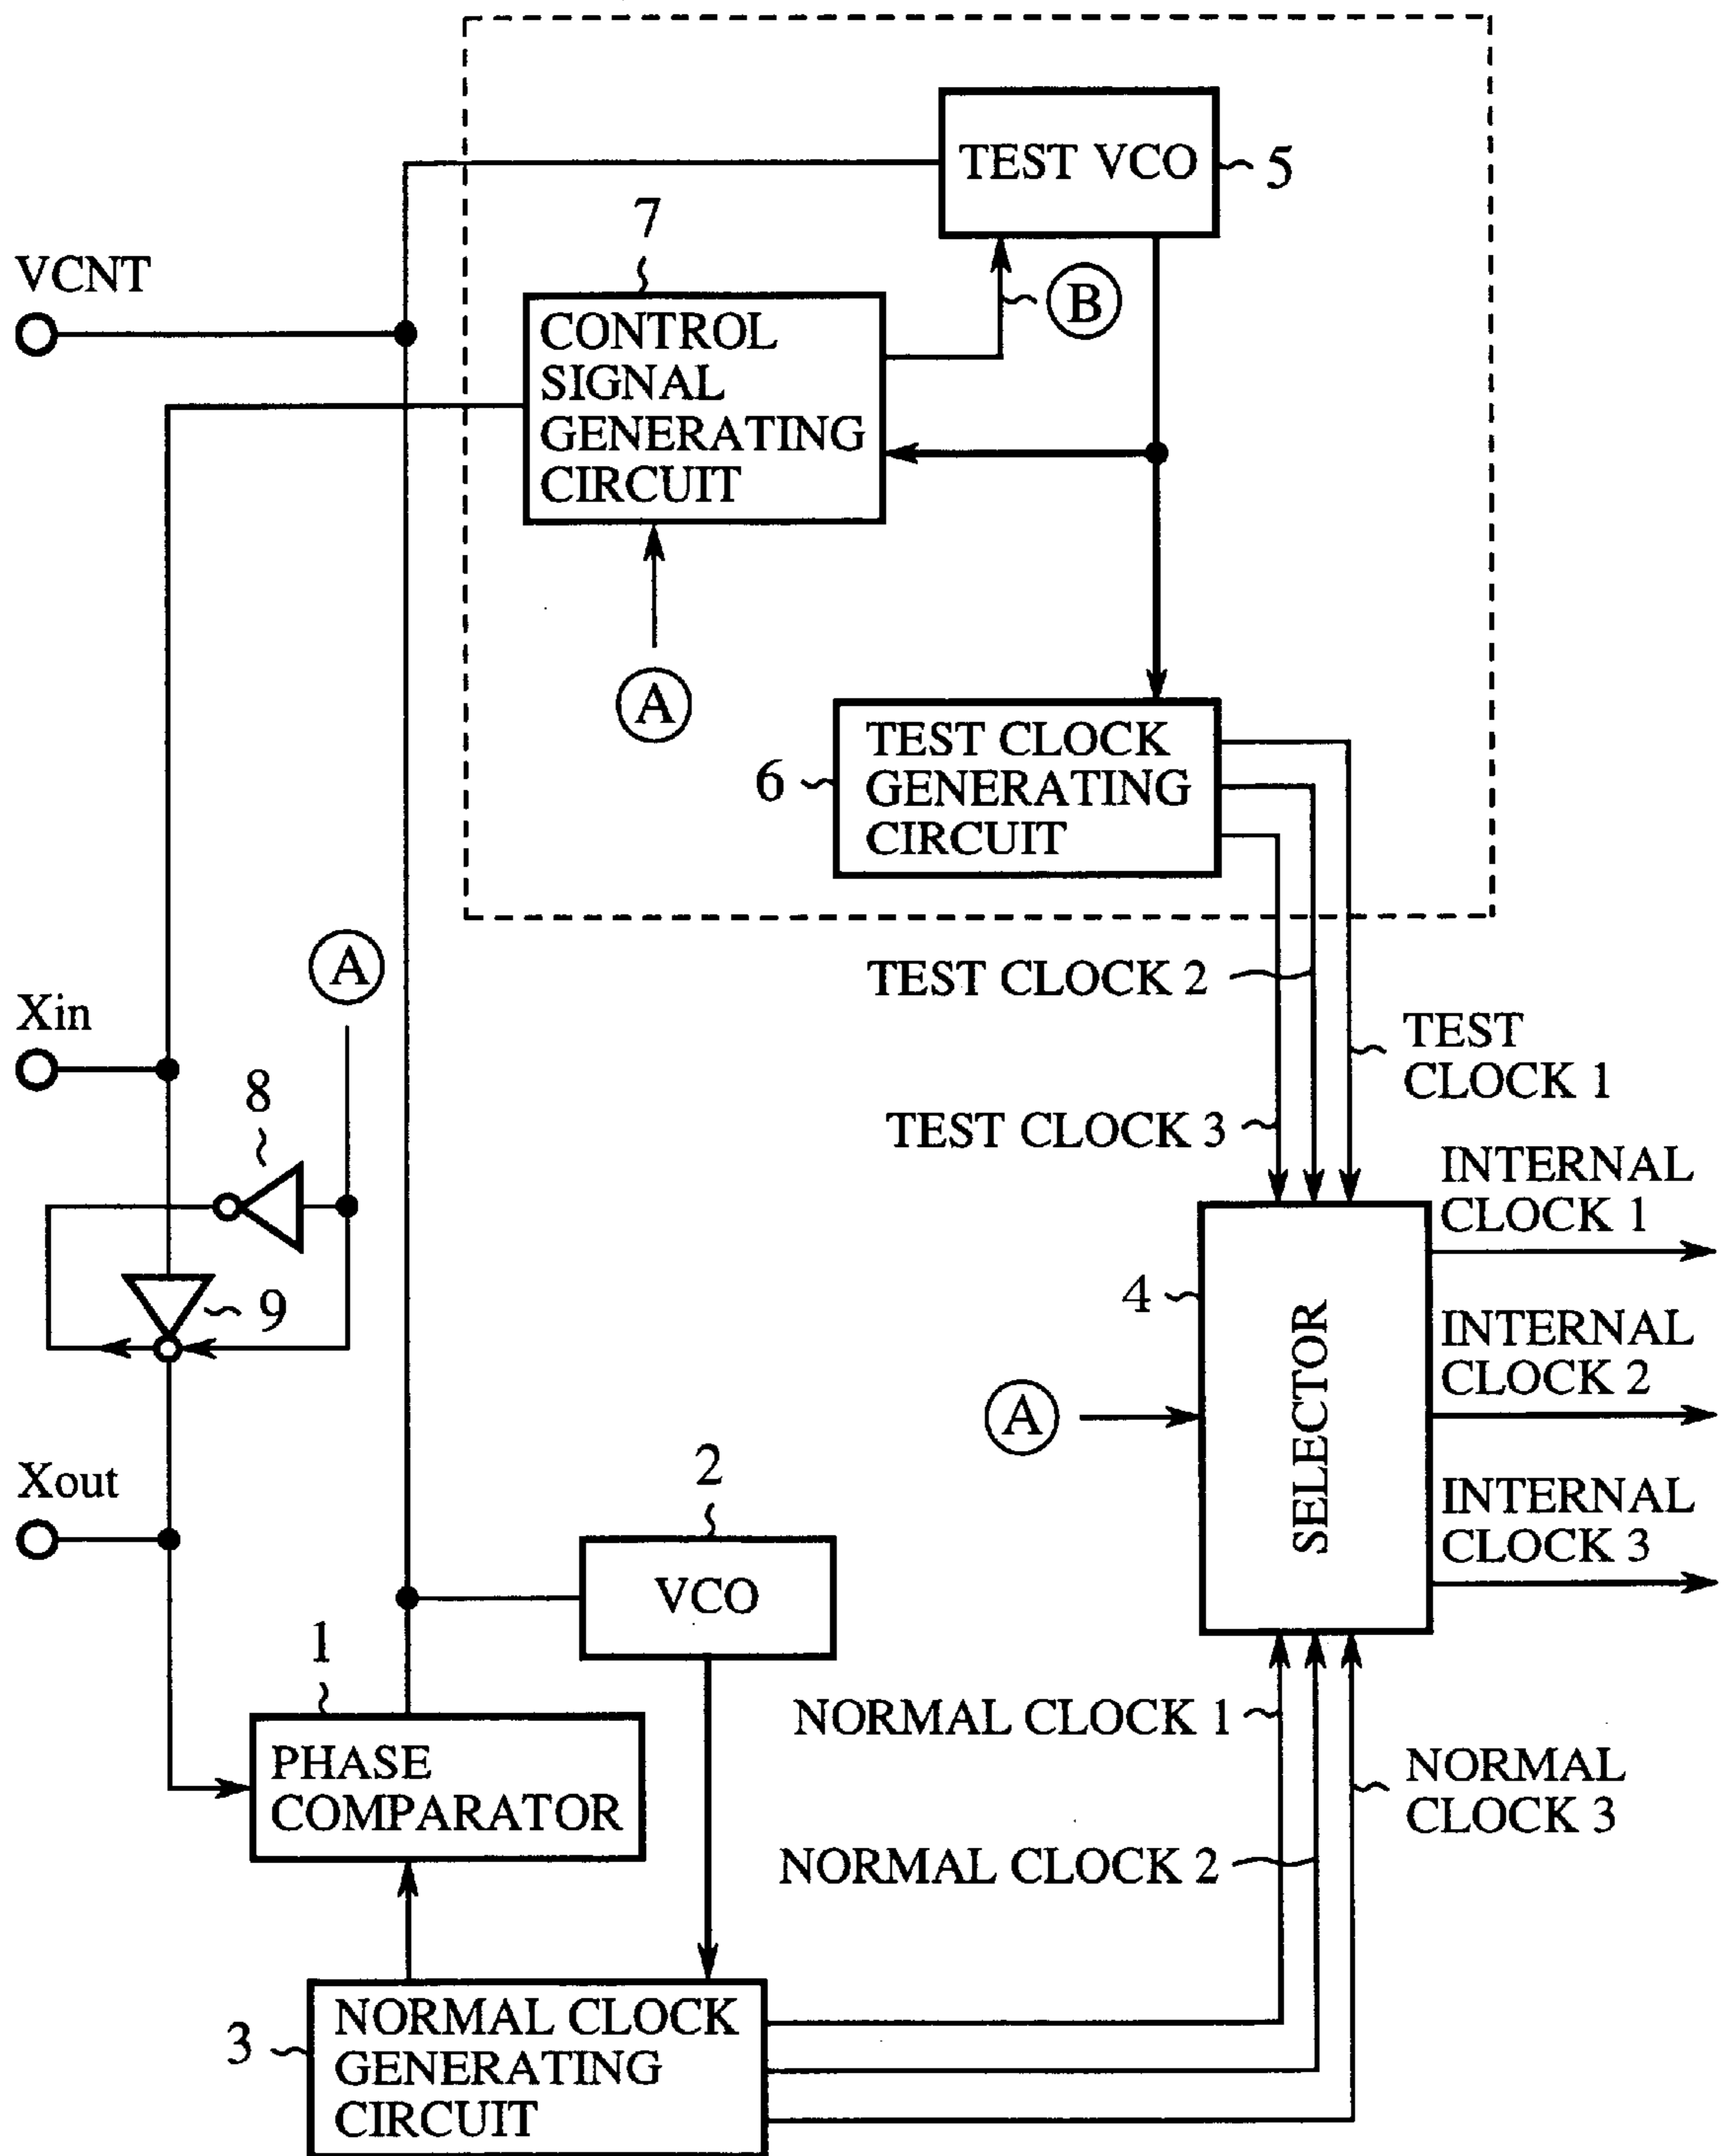 TEST VCO
5
7
VCNT
B
CONTROL
SIGNAL
GENERATING
CIRCUIT
A
TEST CLOCK
GENERATING
CIRCUIT
6
A
TEST CLOCK 2
Xin
TEST
CLOCK 1
8
TEST CLOCK 3
INTERNAL
CLOCK 1
9
4
SELECTOR
INTERNAL
CLOCK 2
A
Xout
2
INTERNAL
CLOCK 3
VCO
1
NORMAL CLOCK 1
PHASE
COMPARATOR
NORMAL
CLOCK 3
NORMAL CLOCK 2
3
NORMAL CLOCK
GENERATING
CIRCUIT